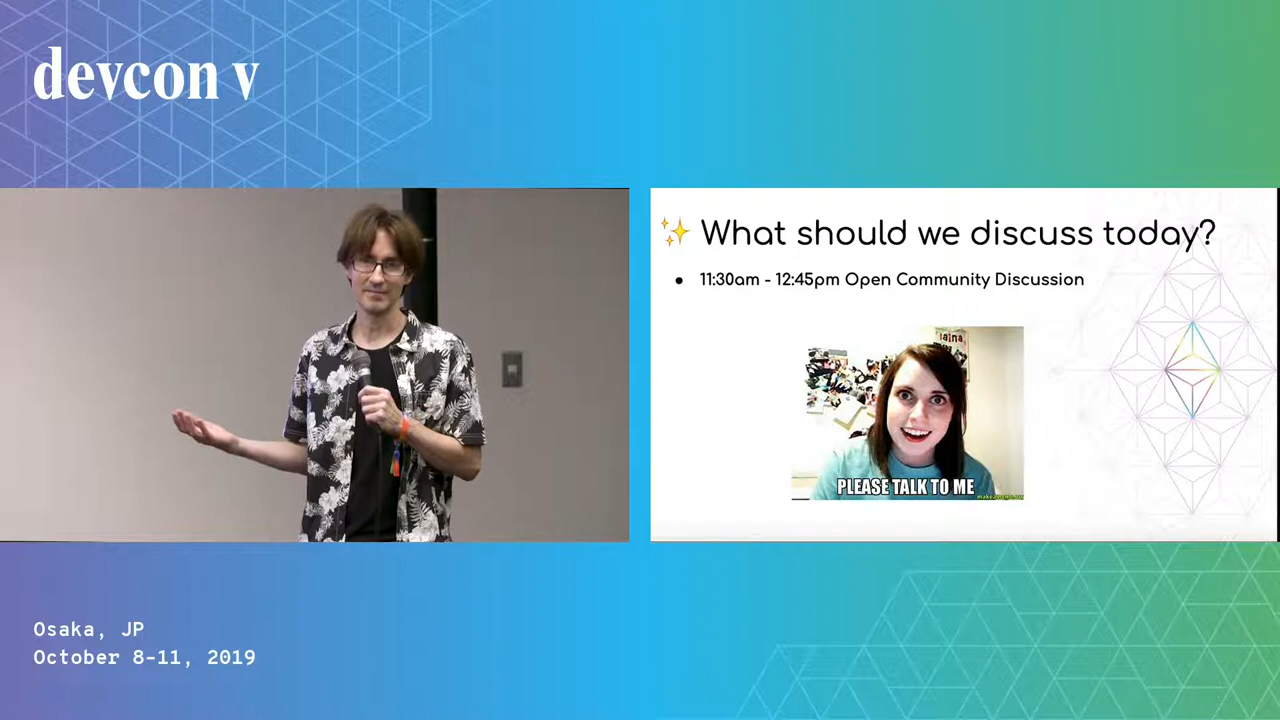 devcon v
✨ What should we discuss today?
● 11:30am - 12:45pm Open Community Discussion
laina
PLEASE TALK TO ME
Osaka, JP
October 8-11, 2019